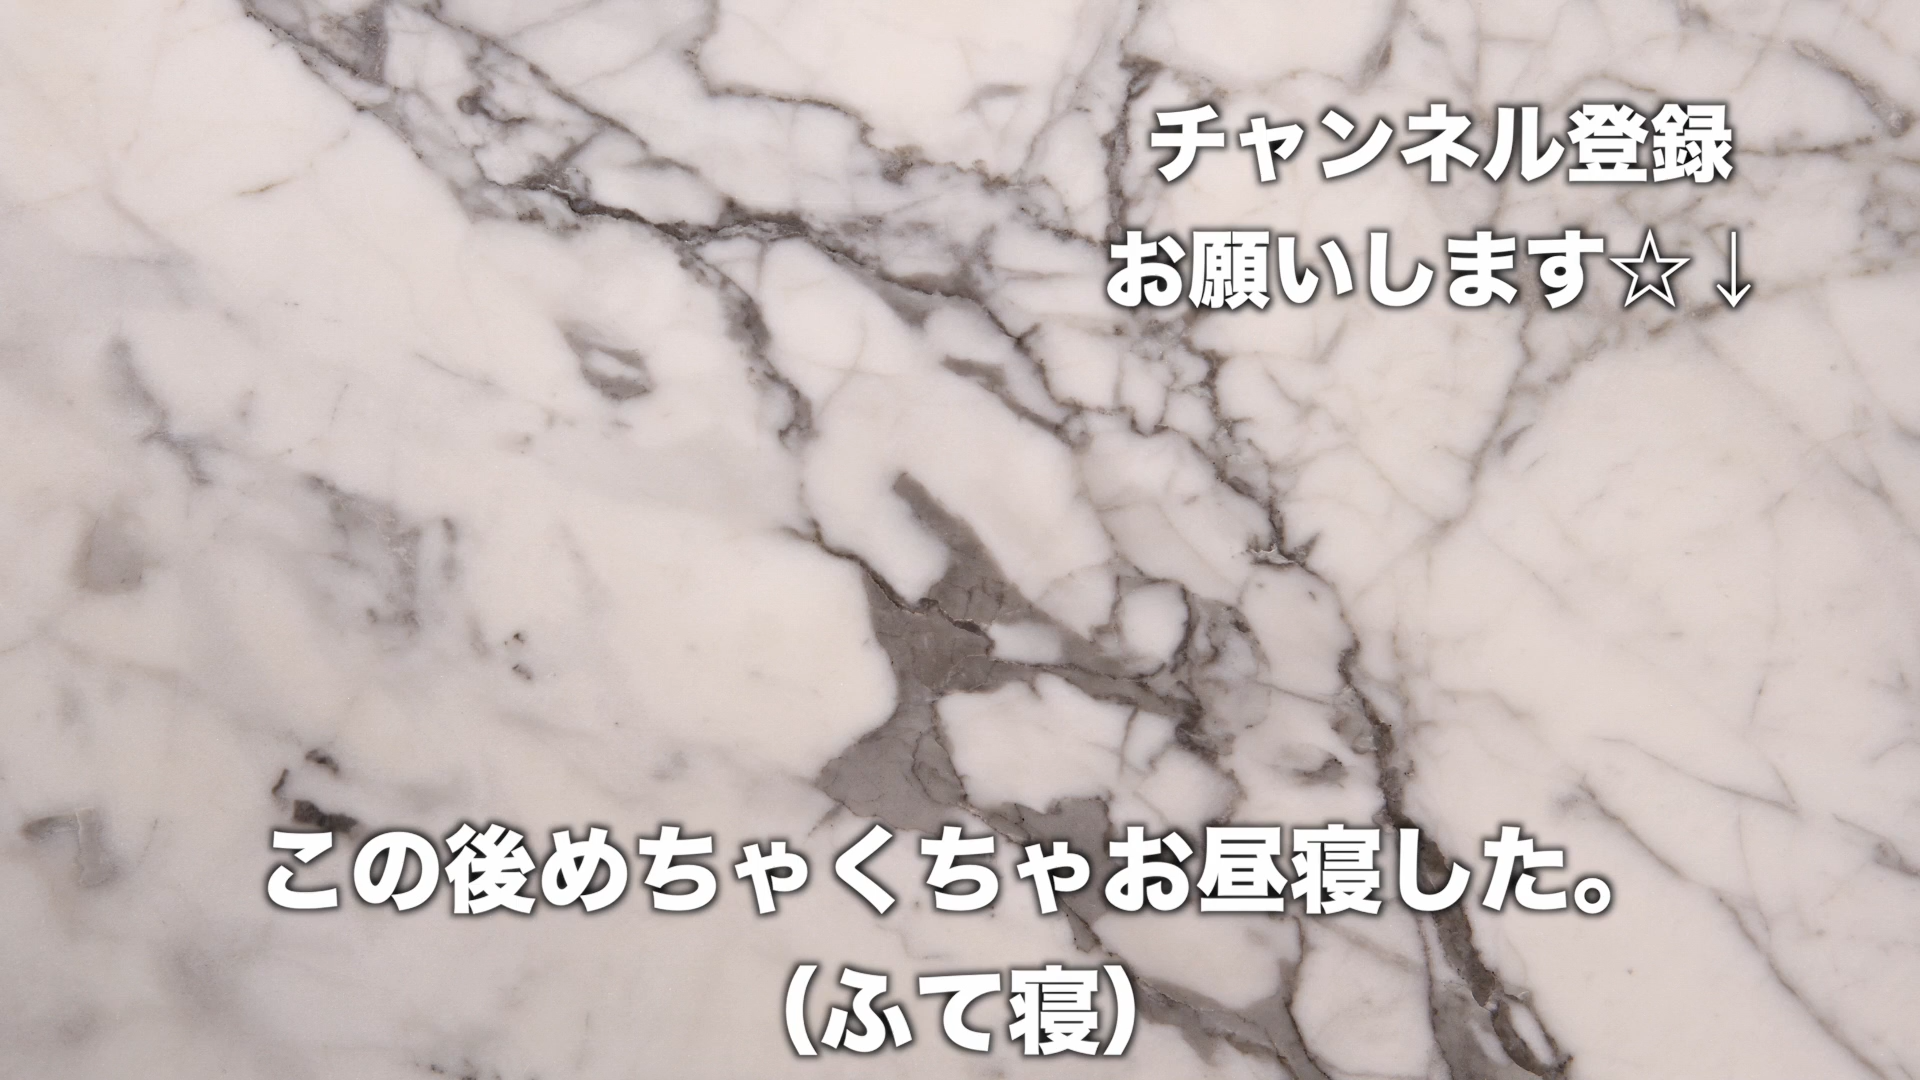 チャンネル登録
お願いします☆↓
この後めちゃくちゃお昼寝した。
（ふて寝）